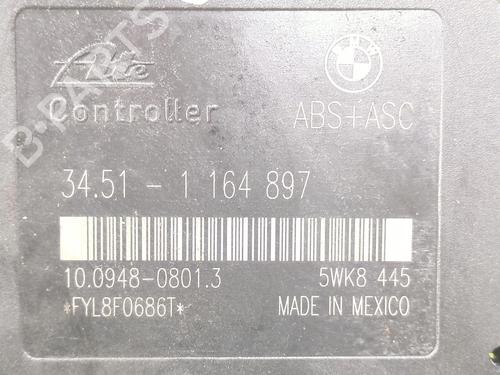 Ate
BMW
Controller
ABS+ASC
34.51 - 1 164 897
10.0948-0801.3
5WK8 445
*FYL8F0686T*
MADE IN MEXICO
B-PARTS